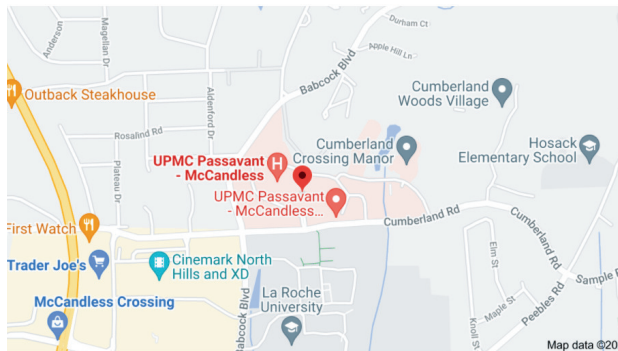 Anderson
Magellan Dr
Outback Steakhouse
Rosalind Rd
Plateau Dr
Aldenford Dr
Babcock Blvd
Durham Ct
Apple Hill Ln
Cumberland
Woods Village
Cumberland
Crossing Manor
Hosack
Elementary School
UPMC Passavant
- McCandless
UPMC Passavant
- McCandless...
First Watch
Cumberland Rd
Cumberland Rd
Trader Joe's
Cinemark North
Hills and XD
McCandless Crossing
Babcock Blvd
La Roche
University
Elm St
Maple St
Knoll St
Peebles Rd
Sample
Map data ©20